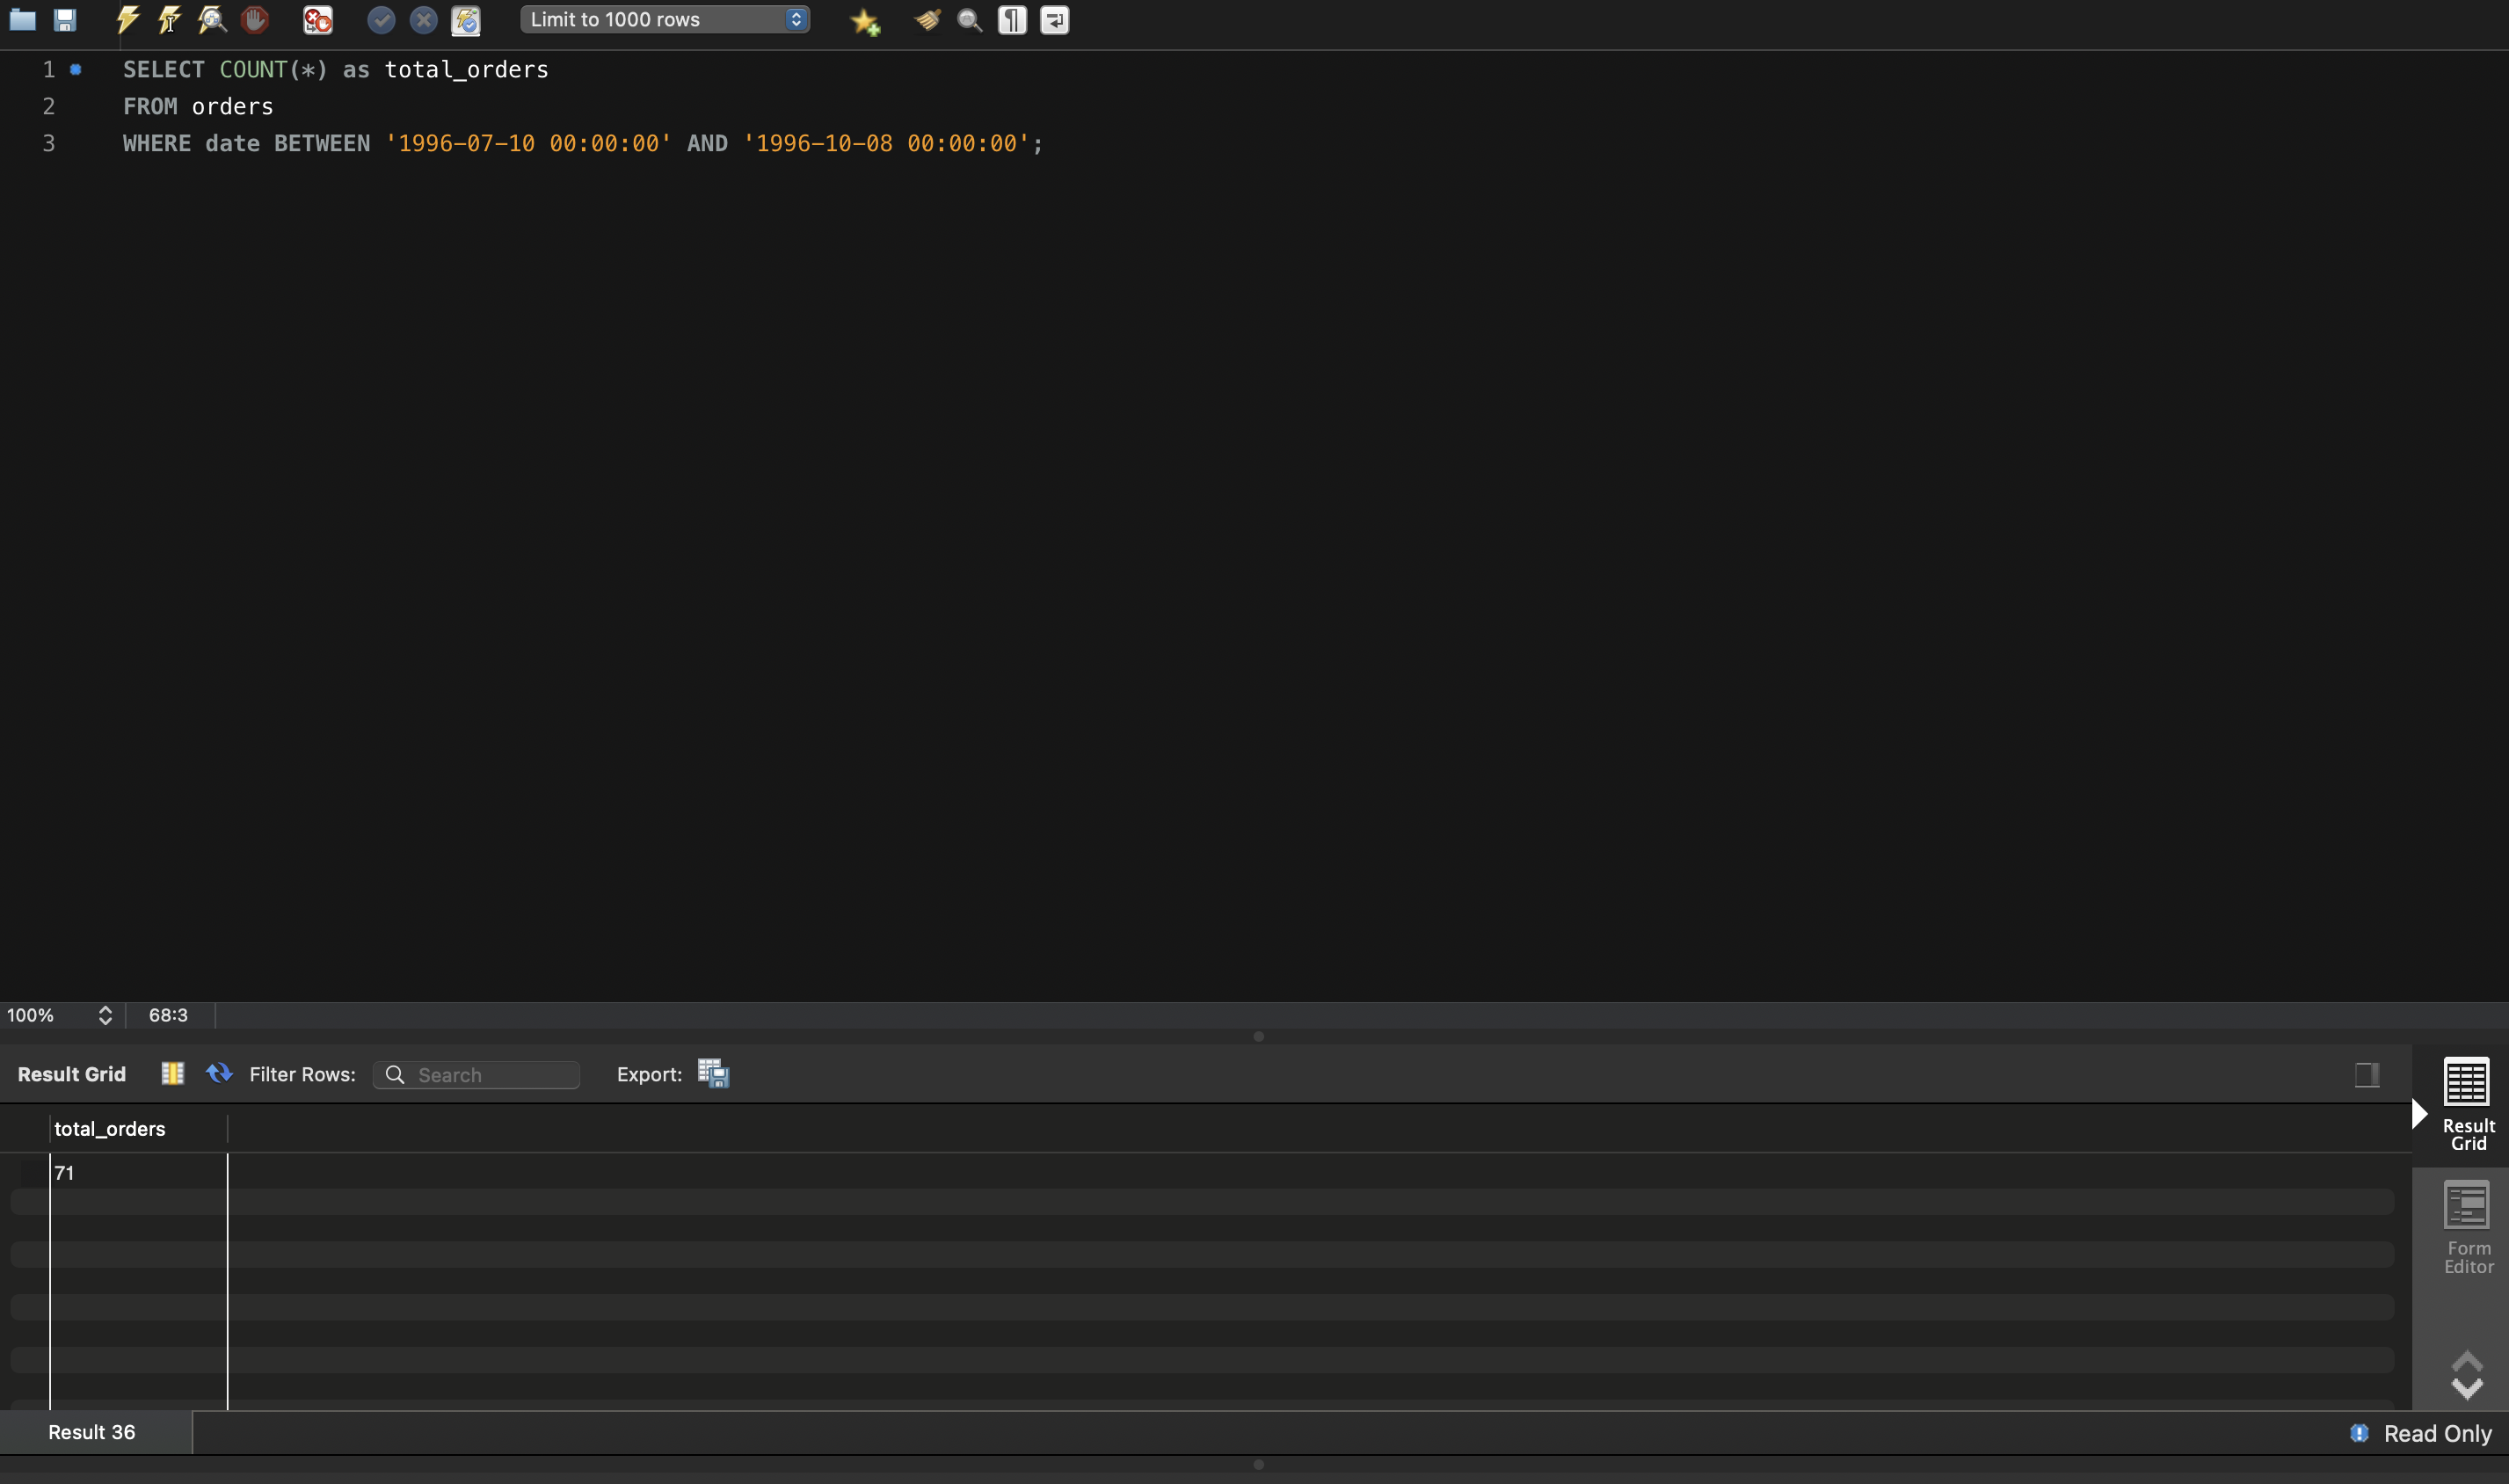 Limit to 1000 rows
1 SELECT COUNT(*) as total_orders
2 FROM orders
3 WHERE date BETWEEN '1996-07-10 00:00:00' AND '1996-10-08 00:00:00';
100% 68:3
Result Grid Filter Rows: Search Export:
total_orders
71
Result
Grid
Form
Editor
Result 36 Read Only